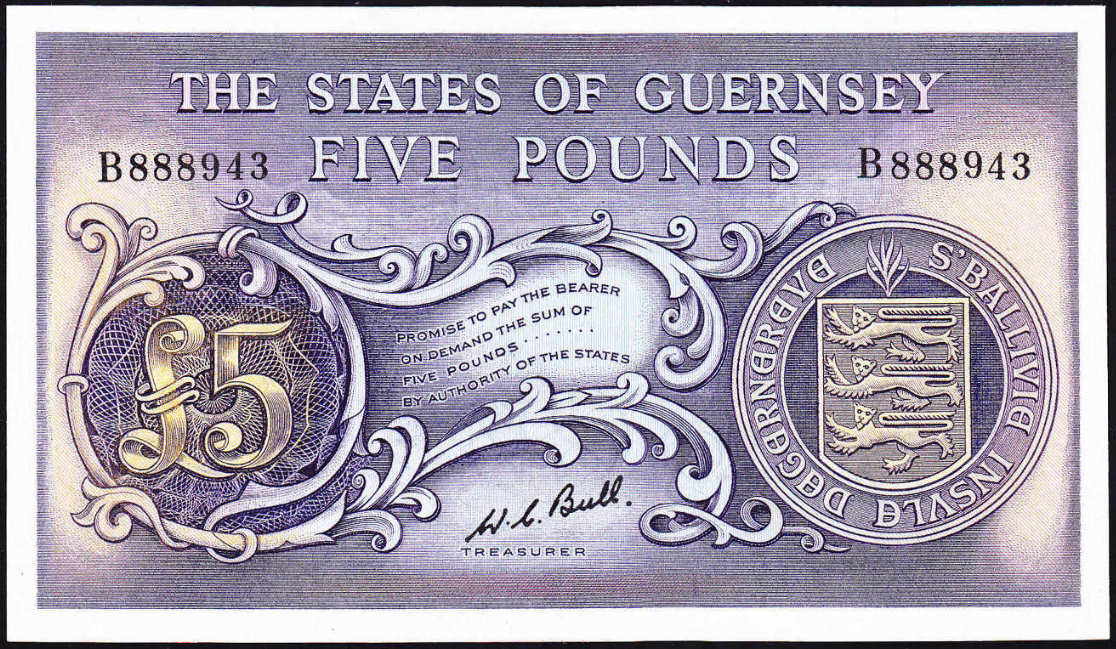 THE STATES OF GUERNSEY
FIVE POUNDS
B888943
B888943
£5
PROMISE TO PAY THE BEARER
ON DEMAND THE SUM OF
FIVE POUNDS . . . . .
BY AUTHORITY OF THE STATES
W. C. Bull.
TREASURER
S'BALLIVIE INSVLE DEGERNEREVE